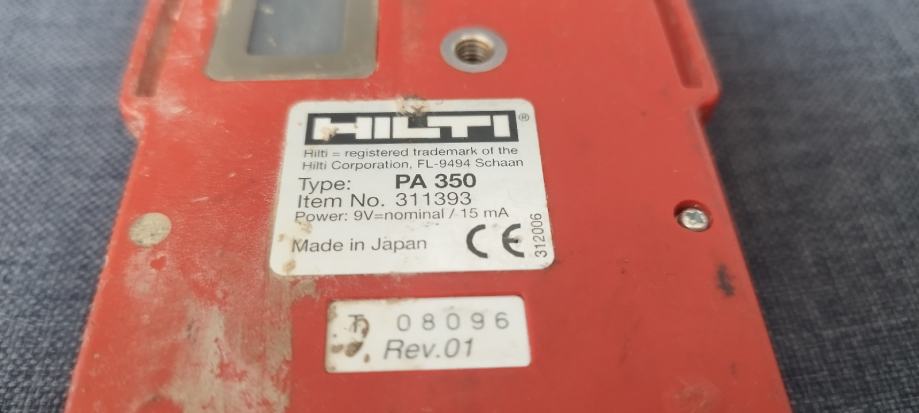 HILTI ®
Hilti = registered trademark of the
Hilti Corporation, FL-9494 Schaan
Type: PA 350
Item No. 311393
Power: 9V=nominal / 15 mA
Made in Japan CE
312006
08096
Rev.01